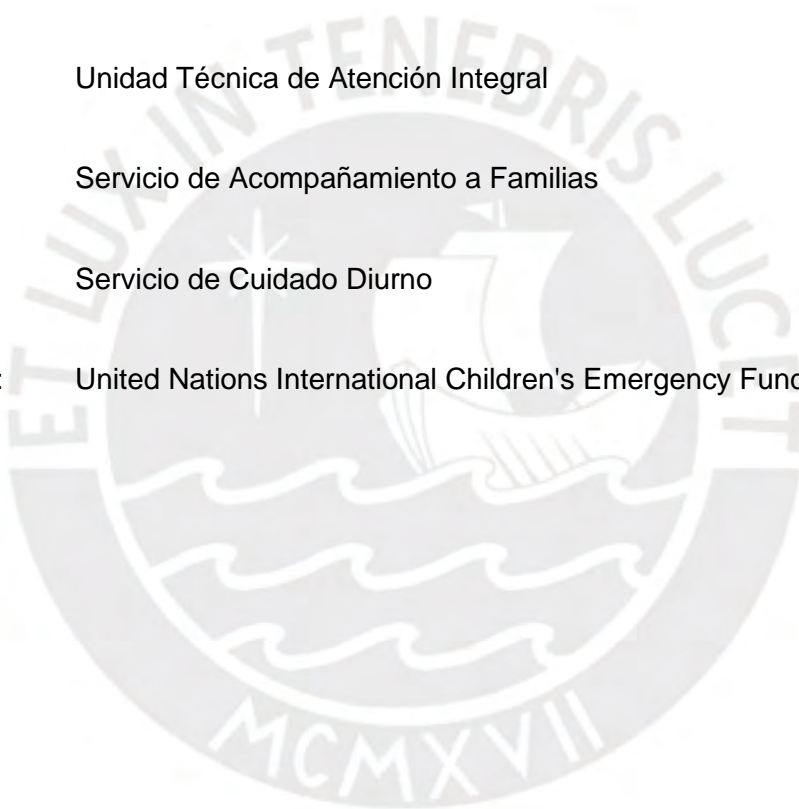 Unidad Técnica de Atención Integral
Servicio de Acompañamiento a Familias
Servicio de Cuidado Diurno
: United Nations International Children's Emergency
ET LUX IN TENEBRIS LUCET
MCMXVII